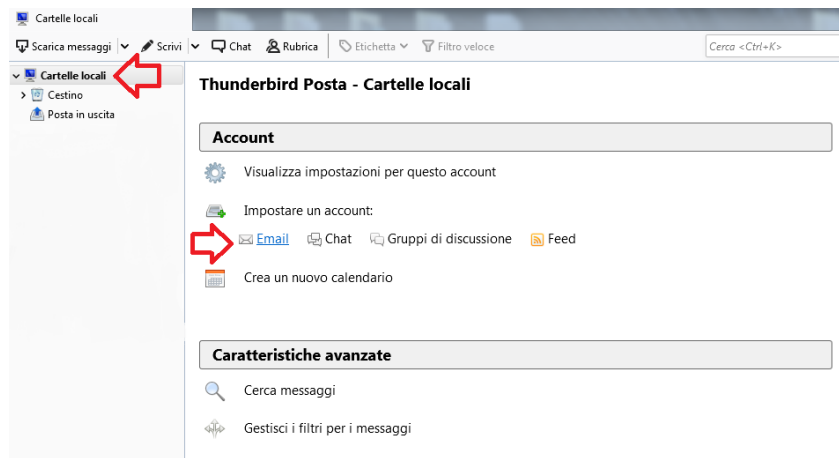 Cartelle locali
Scarica messaggi Scrivi Chat Rubrica Etichetta Filtro veloce Cerca <Ctrl+K>
Cartelle locali
Cestino
Posta in uscita
Thunderbird Posta - Cartelle locali
Account
Visualizza impostazioni per questo account
Impostare un account:
Email Chat Gruppi di discussione Feed
Crea un nuovo calendario
Caratteristiche avanzate
Cerca messaggi
Gestisci i filtri per i messaggi